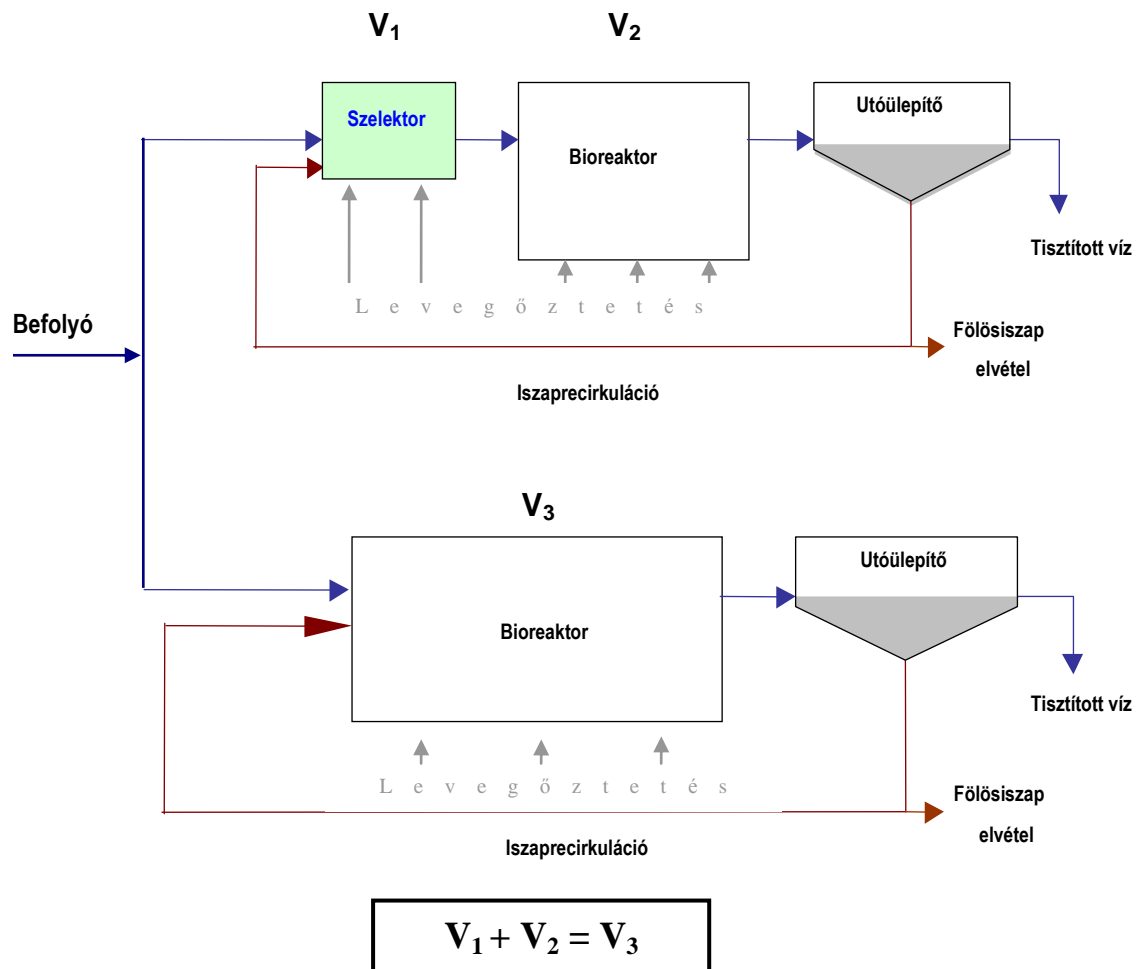 V₁
V₂
Szelektor
Bioreaktor
Utóülepítő
Tisztított víz
L e v e g ő z t e t é s
Befolyó
Fölösiszap
elvétel
Iszaprecirkuláció
V₃
Bioreaktor
Utóülepítő
Tisztított víz
L e v e g ő z t e t é s
Fölösiszap
elvétel
Iszaprecirkuláció
V₁ + V₂ = V₃